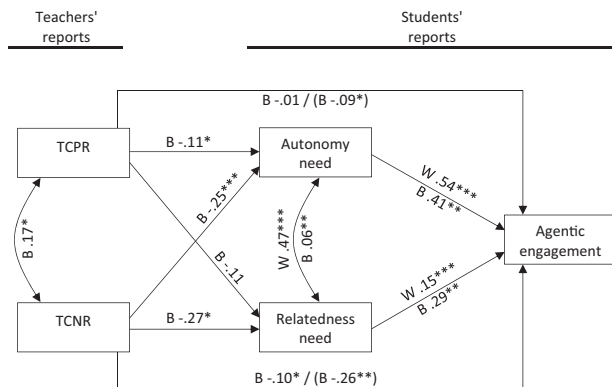 Teachers'
reports
Students'
reports
B -.01 / (B -.09*)
TCPR
B -.11*
Autonomy
need
B -.25***
W .54***
B .41**
B .17*
W .47***
B .06**
Agentic
engagement
B -.11
W .15***
B .29**
TCNR
B -.27*
Relatedness
need
B -.10* / (B -.26**)